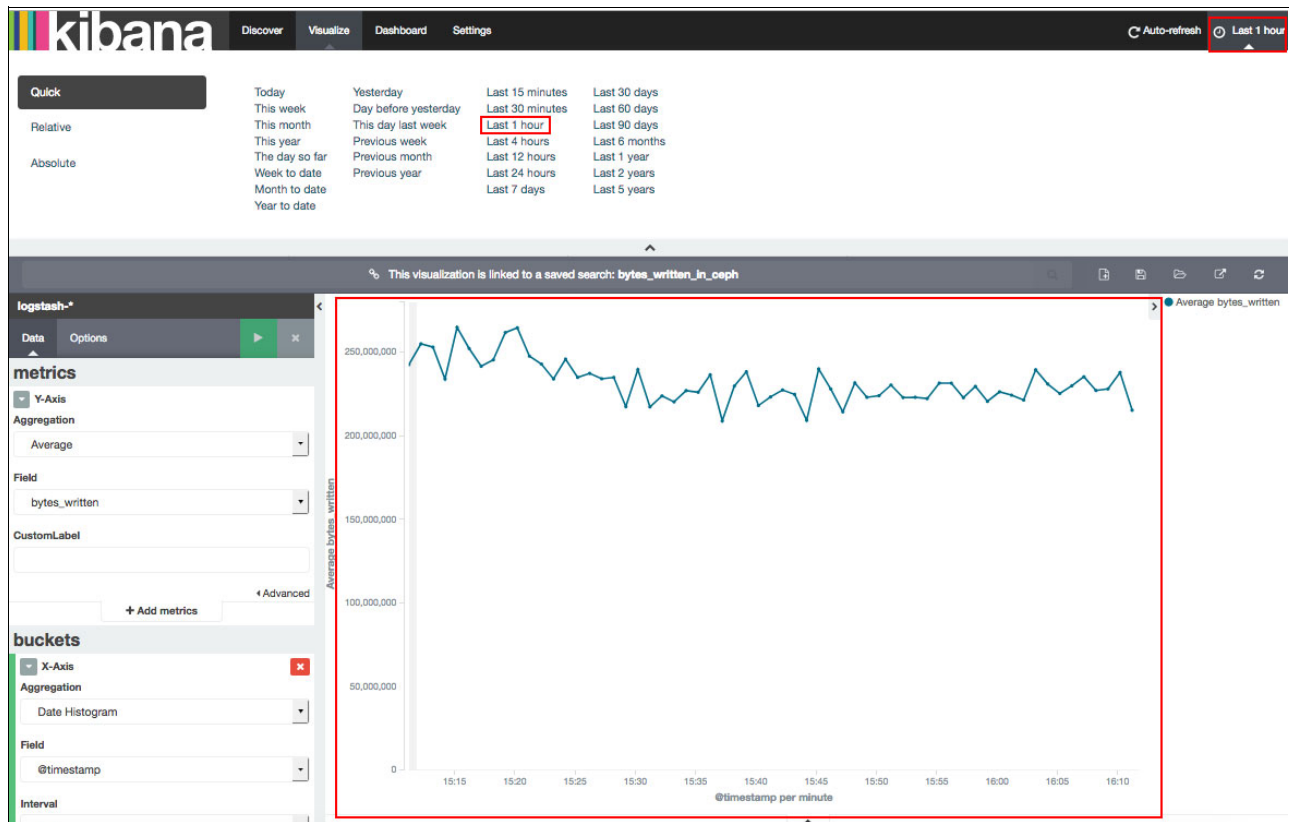 kibana Discover Visualize Dashboard Settings Auto-refresh Last 1 hour
Quick
Relative
Absolute
Today Yesterday Last 15 minutes Last 30 days
This week Day before yesterday Last 30 minutes Last 60 days
This month This day last week Last 1 hour Last 90 days
This year Previous week Last 4 hours Last 6 months
The day so far Previous month Last 12 hours Last 1 year
Week to date Previous year Last 24 hours Last 2 years
Month to date Last 7 days Last 5 years
Year to date
This visualization is linked to a saved search: bytes_written_in_ceph
logstash-*
Data Options
metrics
Y-Axis
Aggregation
Average
Field
bytes_written
CustomLabel
Advanced
+ Add metrics
buckets
X-Axis
Aggregation
Date Histogram
Field
@timestamp
Interval
Average bytes_written
250,000,000
200,000,000
150,000,000
100,000,000
50,000,000
0
Average bytes_written
15:15 15:20 15:25 15:30 15:35 15:40 15:45 15:50 15:55 16:00 16:05 16:10
@timestamp per minute